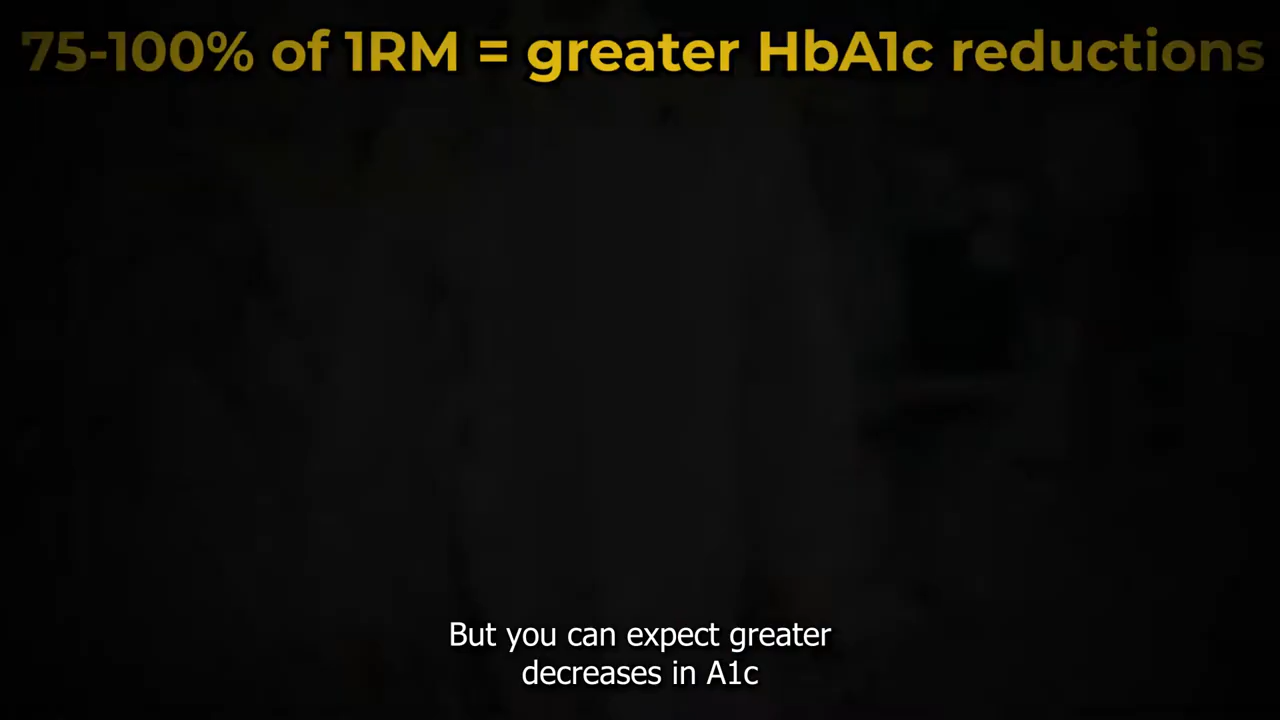 75-100% of 1RM = greater HbA1c reductions
But you can expect greater
decreases in A1c